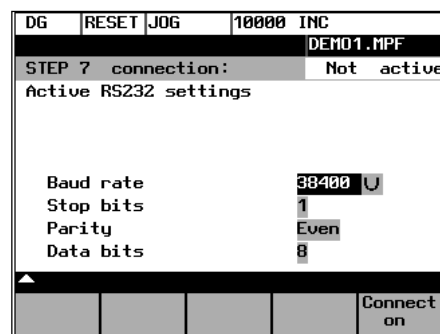 DG RESET JOG 10000 INC
DEMO1.MPF
STEP 7 connection: Not active
Active RS232 settings
Baud rate 38400
Stop bits 1
Parity Even
Data bits 8
Connect
on